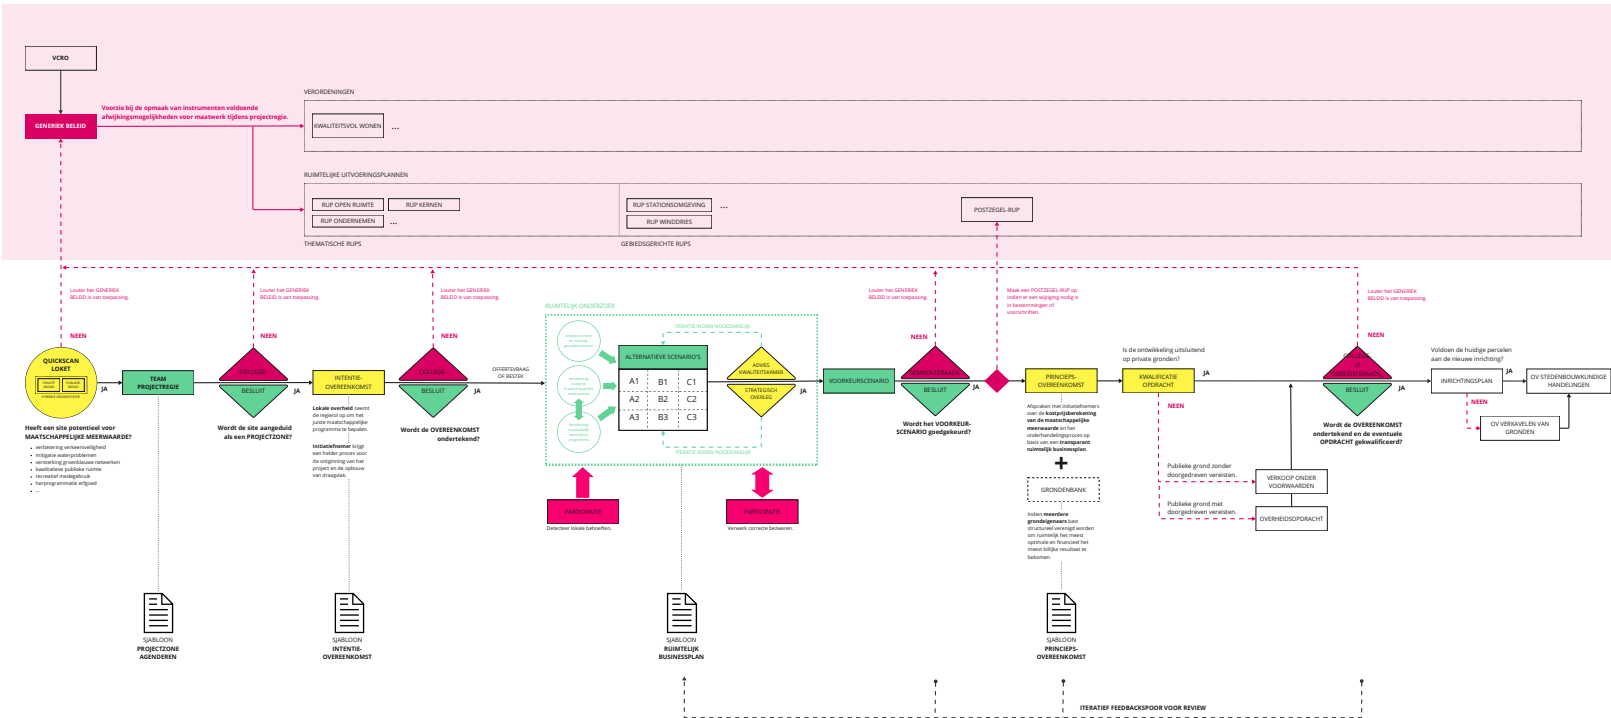 VCRO
GENERIEK BELEID
Voorzie bij de opmaak van instrumenten voldoende
afwijkingsmogelijkheden voor maatwerk tijdens projectregie.
VERORDENINGEN
KWALITEITSVOL WONEN
...
RUIMTELIJKE UITVOERINGSPLANNEN
RUP OPEN RUIMTE
RUP KERNEN
RUP ONDERNEMEN
...
THEMATISCHE RUPS
RUP STATIONSOMGEVING
...
RUP WINDDRIES
GEBIEDSGERICHTE RUPS
POSTZEGEL-RUP
Louter het GENERIEK
BELEID is van toepassing.
NEEN
Louter het GENERIEK
BELEID is van toepassing.
NEEN
Louter het GENERIEK
BELEID is van toepassing.
NEEN
Louter het GENERIEK
BELEID is van toepassing.
NEEN
Maak een POSTZEGEL-RUP op
indien er een wijziging nodig is
in bestemmingen of
voorschriften.
Louter het GENERIEK
BELEID is van toepassing.
NEEN
QUICKSCAN
LOKET
PRIVATE
GROND
PUBLIEKE
GROND
HYBRIDE GRONDPOSITIE
JA
Heeft een site potentieel voor
MAATSCHAPPELIJKE MEERWAARDE?
• verbetering verkeersveiligheid
• mitigatie waterproblemen
• versterking groenblauwe netwerken
• kwalitatieve publieke ruimte
• recreatief medegebruik
• herprogrammatie erfgoed
• ...
TEAM
PROJECTREGIE
COLLEGE
BESLUIT
JA
Wordt de site aangeduid
als een PROJECTZONE?
INTENTIE-
OVEREENKOMST
Lokale overheid neemt
de regierol op om het
juiste maatschappelijke
programma te bepalen.
Initiatiefnemer krijgt
een helder proces voor
de ontginning van het
project en de opbouw
van draagvlak.
COLLEGE
BESLUIT
JA
Wordt de OVEREENKOMST
ondertekend?
OFFERTEVRAAG
OF BESTEK
RUIMTELIJK ONDERZOEK
ITERATIE INDIEN NOODZAKELIJK
ALTERNATIEVE SCENARIO'S
A1 B1 C1
A2 B2 C2
A3 B3 C3
ADVIES
KWALITEITSKAMER
STRATEGISCH
OVERLEG
ITERATIE INDIEN NOODZAKELIJK
PARTICIPATIE
Detecteer lokale behoeften.
PARTICIPATIE
Verwerk correcte bezwaren.
VOORKEURSCENARIO
GEMEENTERAAD
BESLUIT
JA
Wordt het VOORKEUR-
SCENARIO goedgekeurd?
PRINCIEPS-
OVEREENKOMST
Afspraken met initiatiefnemers
over de kostprijsberekening
van de maatschappelijke
meerwaarde en het
onderhandelingsproces op
basis van een transparant
ruimtelijk businessplan.
+
GRONDENBANK
Indien meerdere
grondeigenaars best
structureel verenigd worden
om ruimtelijk het meest
optimale en financieel het
meest billijke resultaat te
bekomen.
Is de ontwikkeling uitsluitend
op private gronden?
KWALIFICATIE
OPDRACHT
JA
NEEN
Publieke grond zonder
doorgedreven vereisten.
VERKOOP ONDER
VOORWAARDEN
Publieke grond met
doorgedreven vereisten.
OVERHEIDSOPDRACHT
COLLEGE
of
GEMEENTERAAD
BESLUIT
JA
Wordt de OVEREENKOMST
ondertekend en de eventuele
OPDRACHT gekwalificeerd?
Voldoen de huidige percelen
aan de nieuwe inrichting?
INRICHTINGSPLAN
JA
NEEN
OV STEDENBOUWKUNDIGE
HANDELINGEN
OV VERKAVELEN VAN
GRONDEN
SJABLOON
PROJECTZONE
AGENDEREN
SJABLOON
INTENTIE-
OVEREENKOMST
SJABLOON
RUIMTELIJK
BUSINESSPLAN
SJABLOON
PRINCIEPS-
OVEREENKOMST
ITERATIEF FEEDBACKSPOOR VOOR REVIEW